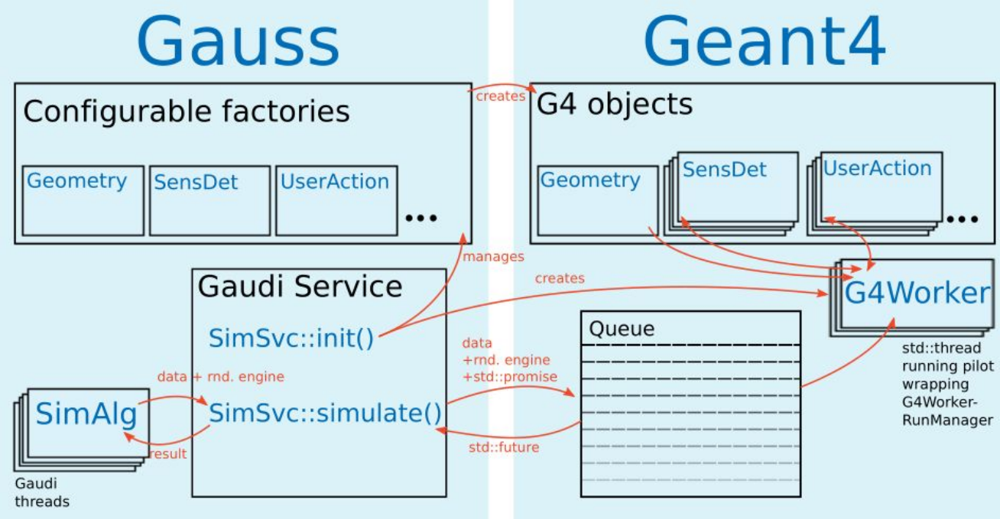 Gauss
Geant4
Configurable factories
creates
G4 objects
Geometry
SensDet
UserAction
...
Geometry
SensDet
UserAction
...
manages
Gaudi Service
creates
G4Worker
SimSvc::init()
Queue
data
+rnd. engine
+std::promise
std::thread
running pilot
wrapping
G4Worker-
RunManager
data + rnd. engine
SimAlg
SimSvc::simulate()
std::future
result
Gaudi
threads